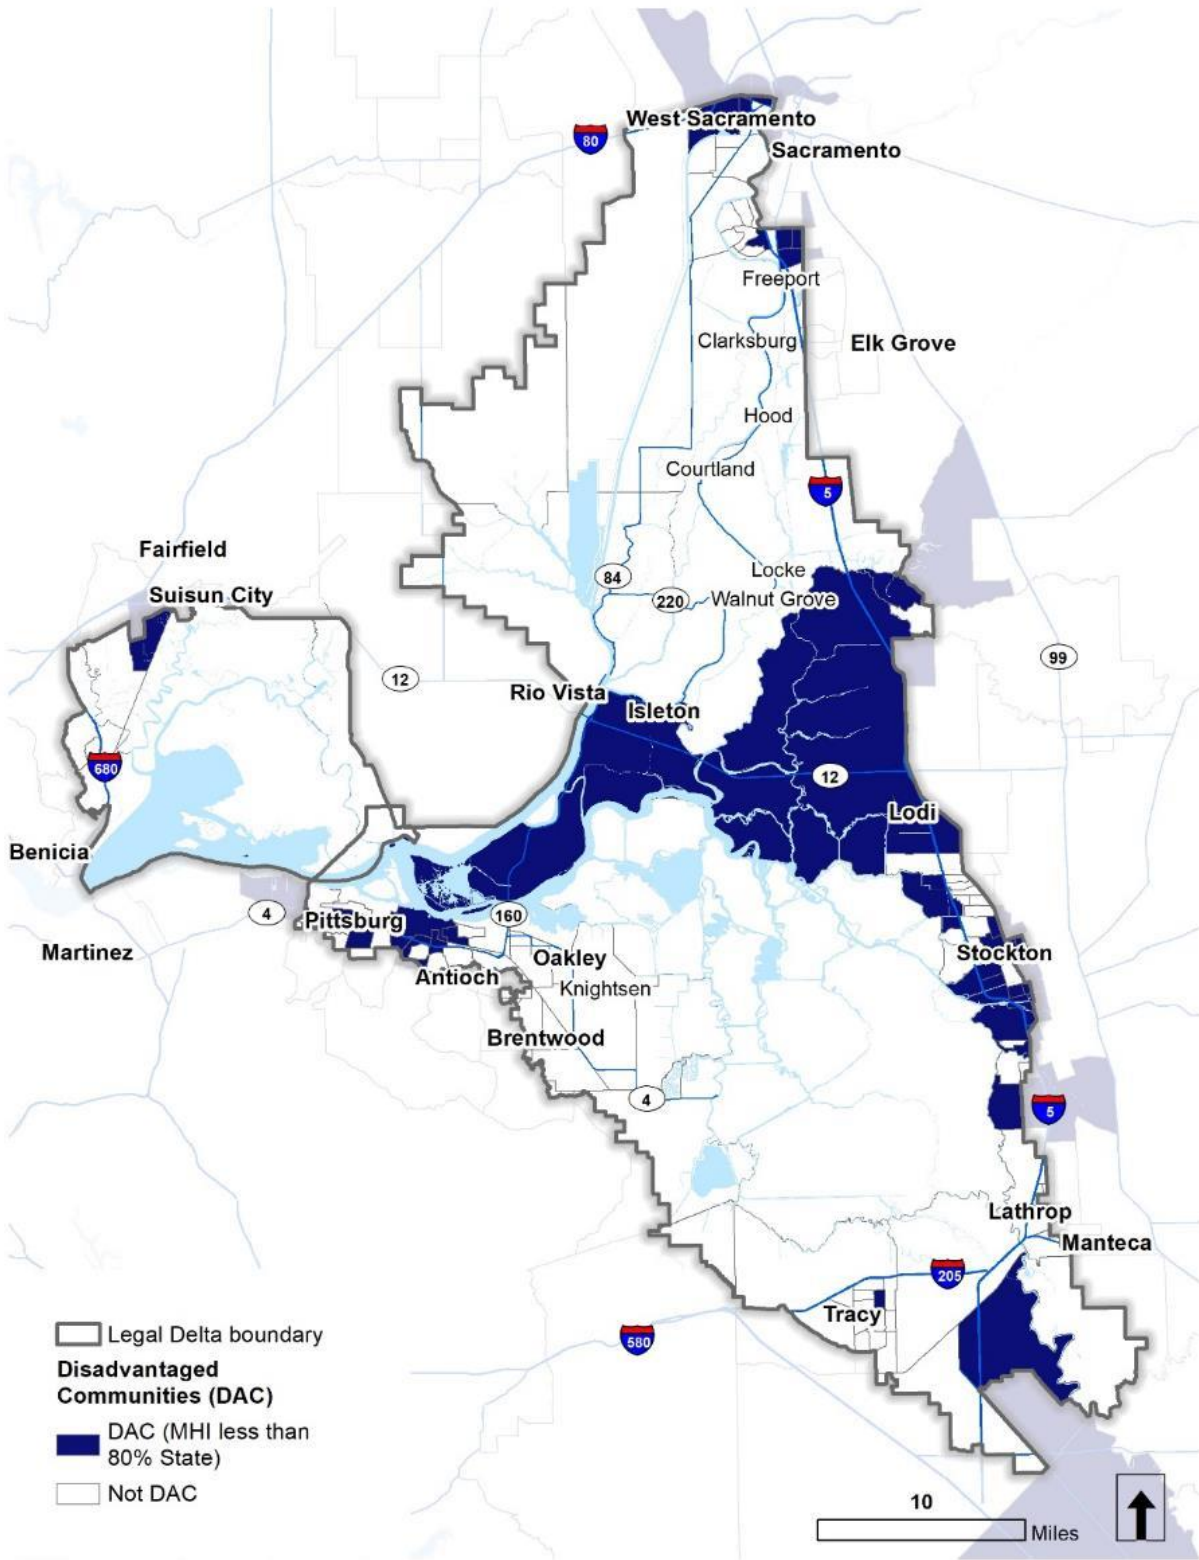 West Sacramento
80
Sacramento
Freeport
Clarksburg
Elk Grove
Hood
Courtland
5
Fairfield
Locke
84
Suisun City
220
Walnut Grove
99
12
Rio Vista
Isleton
680
12
Lodi
Benicia
4
Pittsburg
160
Martinez
Stockton
Oakley
Antioch
Knightsen
Brentwood
4
5
Lathrop
Manteca
205
Tracy
580
Legal Delta boundary
Disadvantaged
Communities (DAC)
DAC (MHI less than
80% State)
Not DAC
10
Miles